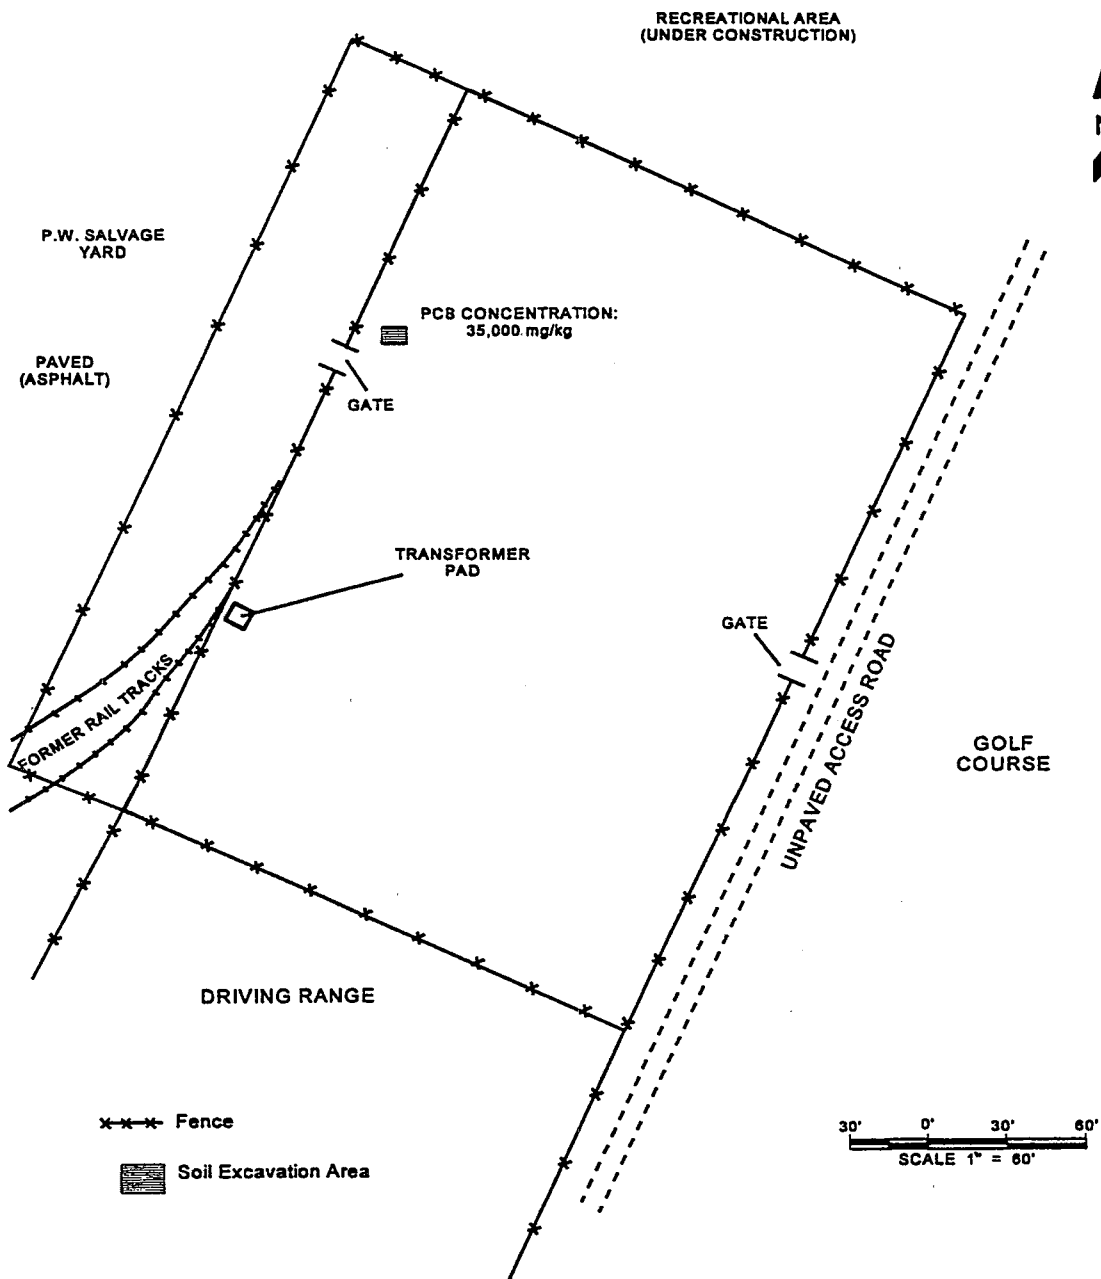 RECREATIONAL AREA
(UNDER CONSTRUCTION)
P.W. SALVAGE
YARD
PCB CONCENTRATION:
35,000 mg/kg
PAVED
(ASPHALT)
GATE
TRANSFORMER
PAD
GATE
FORMER RAIL TRACKS
UNPAVED ACCESS ROAD
GOLF
COURSE
DRIVING RANGE
Fence
Soil Excavation Area
30' 0' 30' 60'
SCALE 1" = 60'